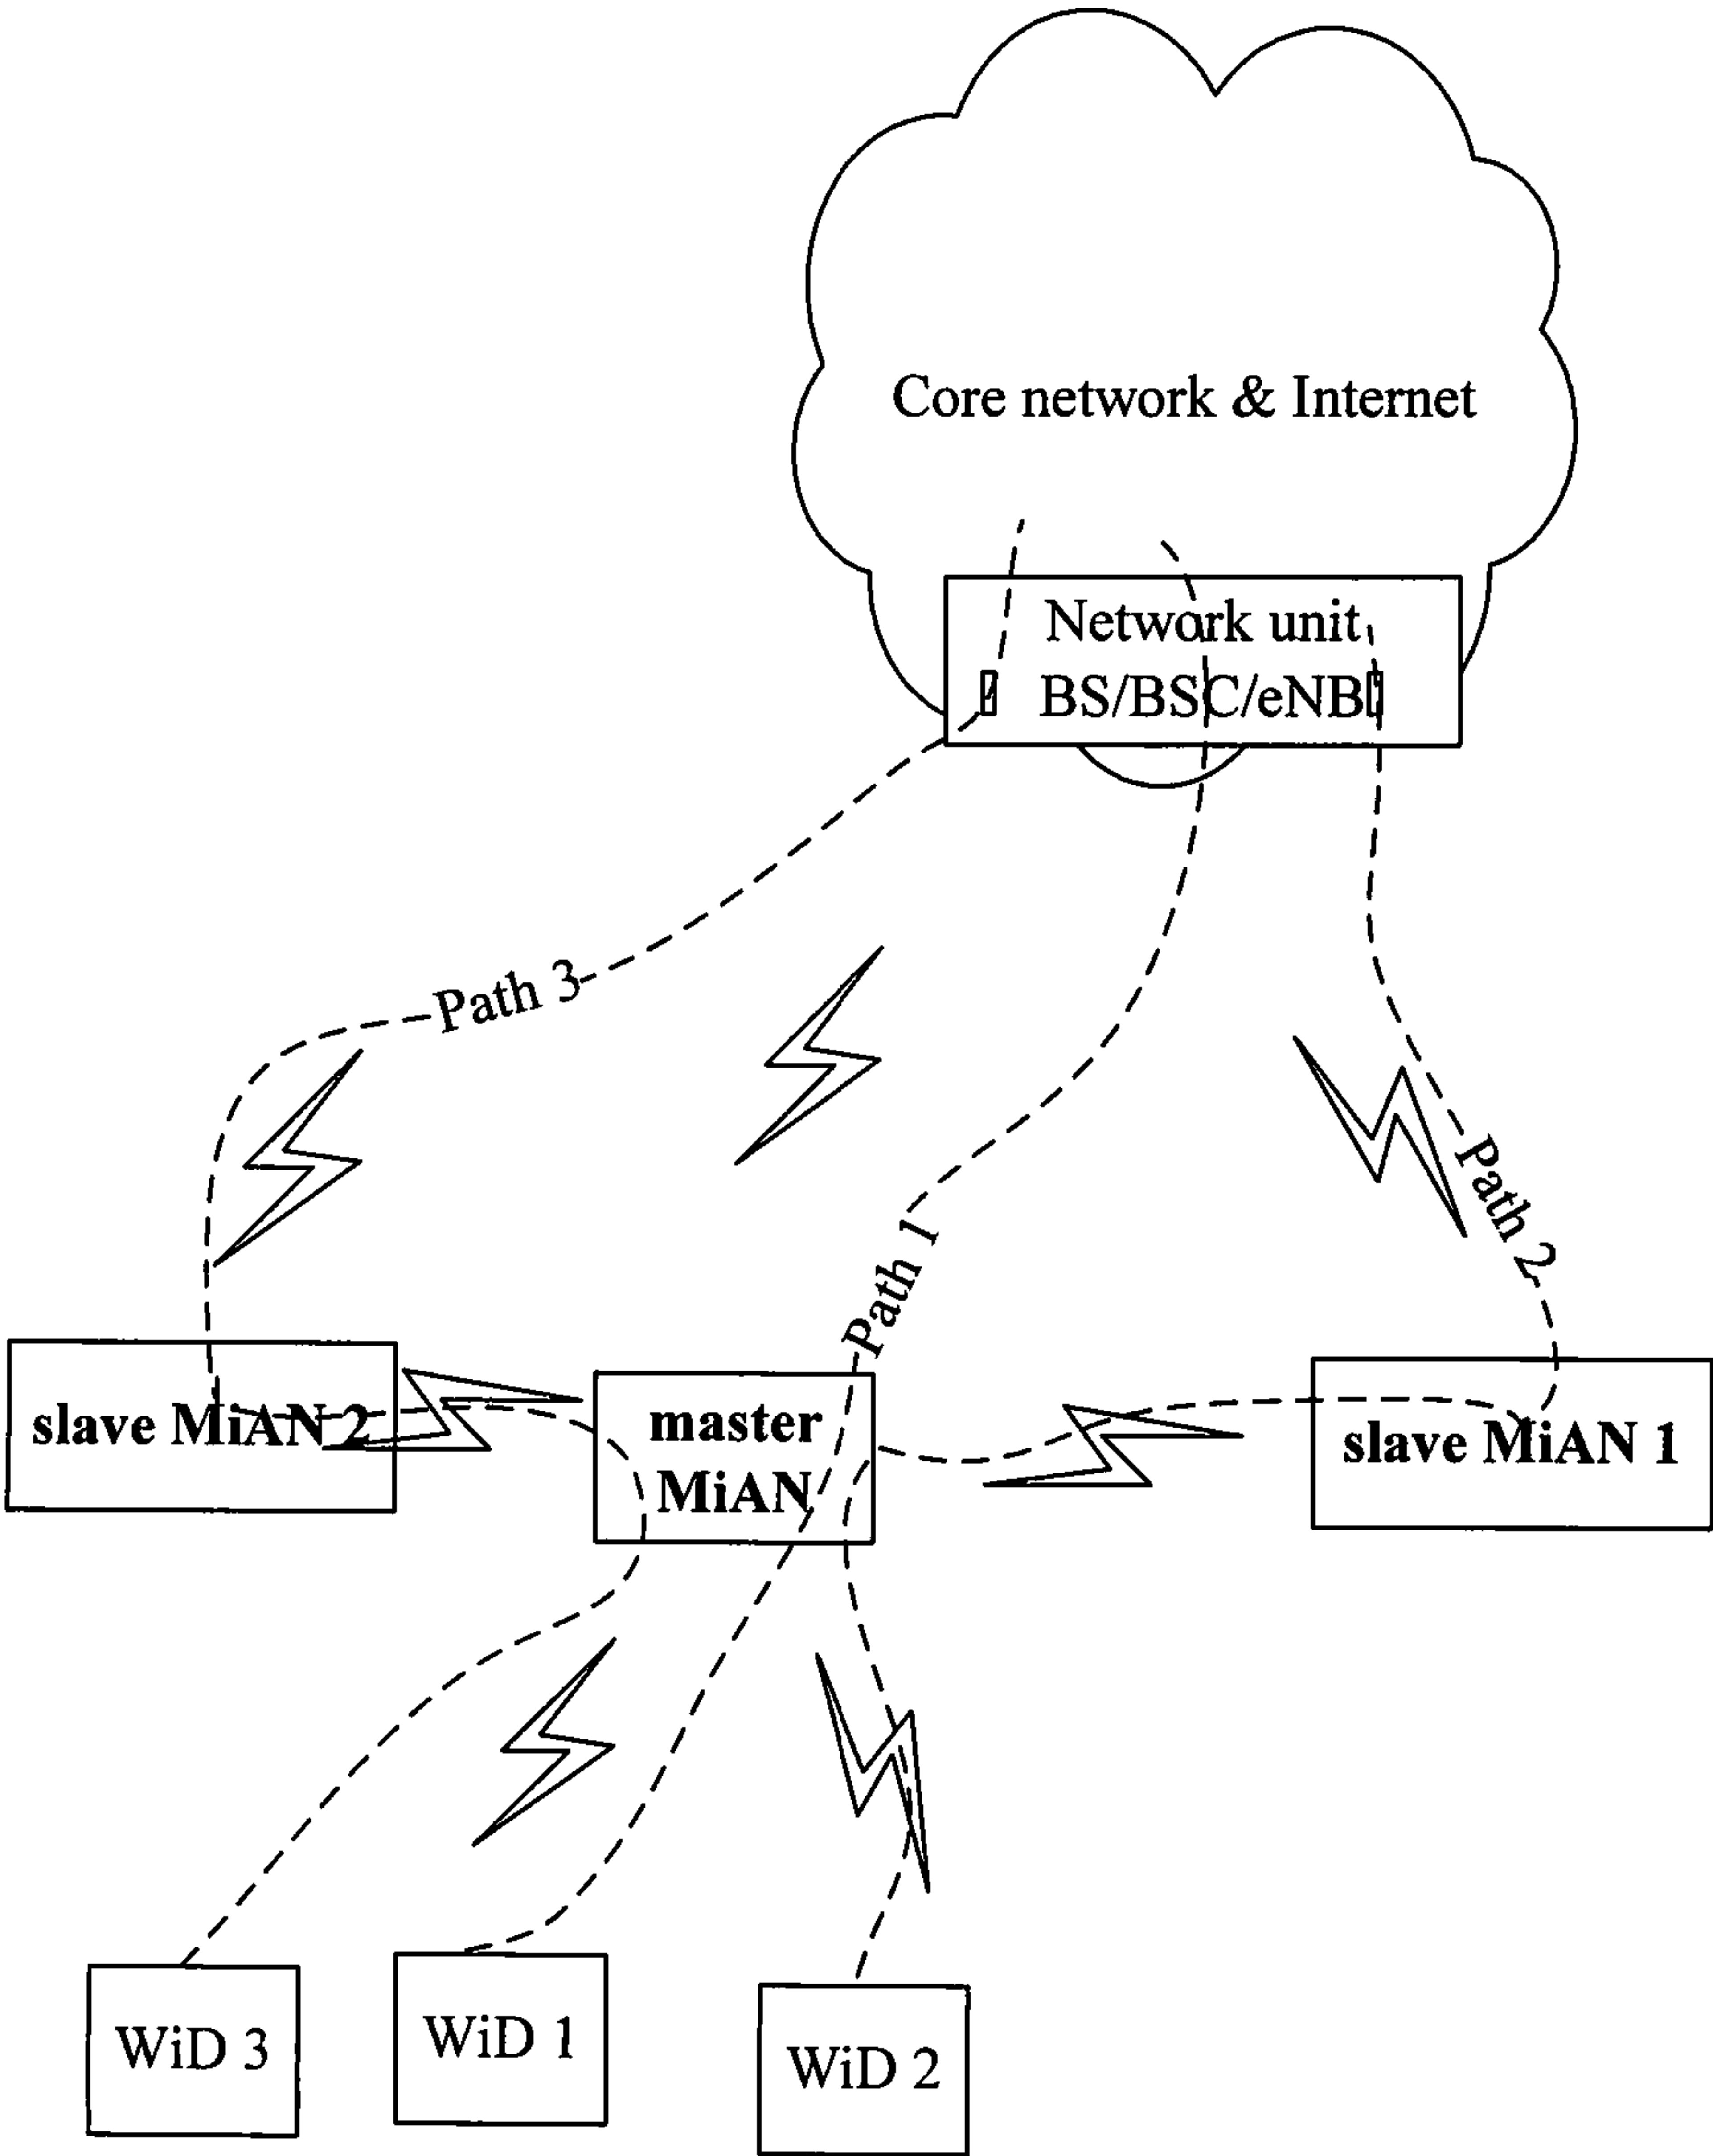 Core network & Internet
Network unit
BS/BSC/eNB
Path 3
Path 1
Path 2
slave MiAN 2
master
MiAN
slave MiAN 1
WiD 3
WiD 1
WiD 2